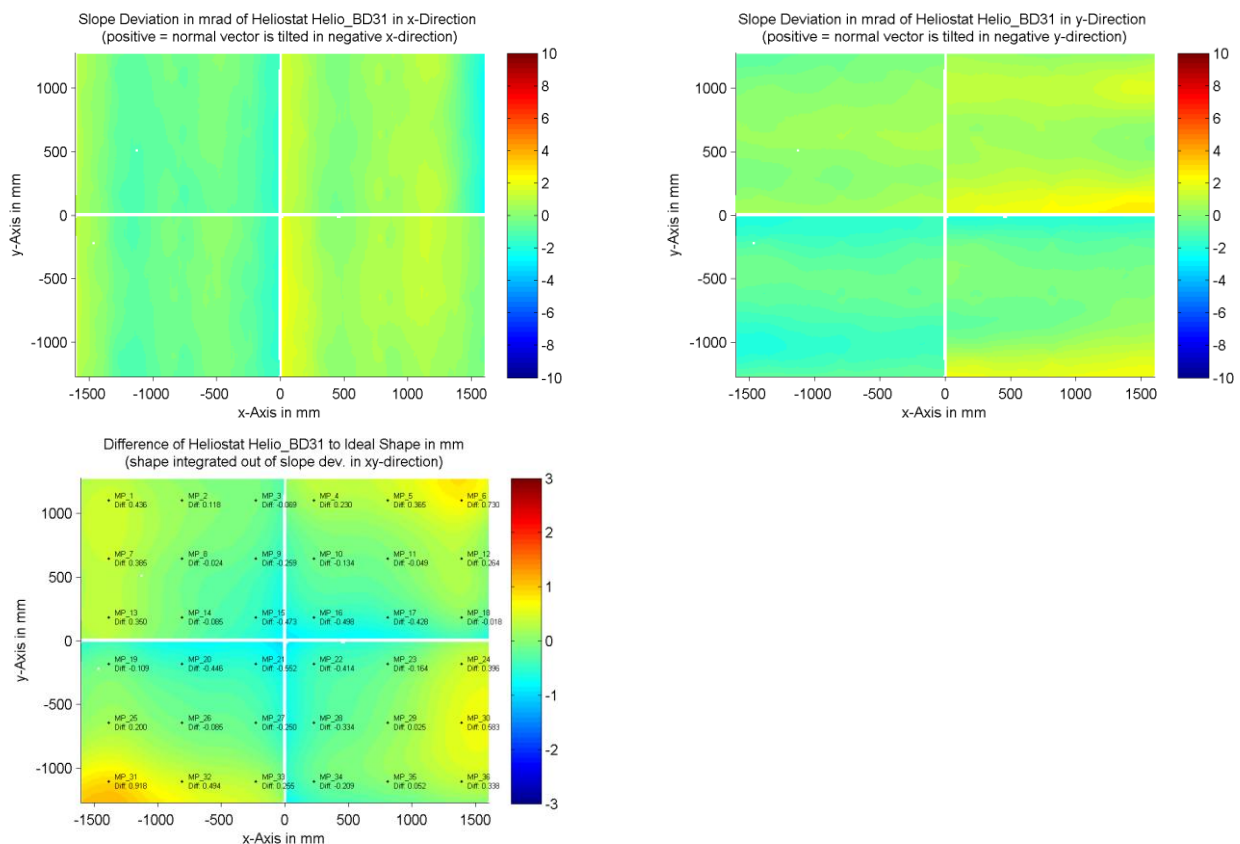 Slope Deviation in mrad of Heliostat Helio_BD31 in x-Direction
(positive = normal vector is tilted in negative x-direction)
1000
500
0
-500
-1000
y-Axis in mm
-1500 -1000 -500 0 500 1000 1500
x-Axis in mm
10
8
6
4
2
0
-2
-4
-6
-8
-10
Slope Deviation in mrad of Heliostat Helio_BD31 in y-Direction
(positive = normal vector is tilted in negative y-direction)
1000
500
0
-500
-1000
y-Axis in mm
-1500 -1000 -500 0 500 1000 1500
x-Axis in mm
10
8
6
4
2
0
-2
-4
-6
-8
-10
Difference of Heliostat Helio_BD31 to Ideal Shape in mm
(shape integrated out of slope dev. in xy-direction)
1000
500
0
-500
-1000
y-Axis in mm
MP_1 MP_2 MP_3 MP_4 MP_5 MP_6
Diff: 0.436 Diff: 0.118 Diff: -0.069 Diff: 0.230 Diff: 0.365 Diff: 0.730
MP_7 MP_8 MP_9 MP_10 MP_11 MP_12
Diff: 0.385 Diff: -0.024 Diff: -0.259 Diff: -0.134 Diff: -0.049 Diff: 0.264
MP_13 MP_14 MP_15 MP_16 MP_17 MP_18
Diff: 0.350 Diff: -0.085 Diff: -0.473 Diff: -0.498 Diff: -0.428 Diff: -0.018
MP_19 MP_20 MP_21 MP_22 MP_23 MP_24
Diff: -0.109 Diff: -0.446 Diff: -0.552 Diff: -0.414 Diff: -0.164 Diff: 0.396
MP_25 MP_26 MP_27 MP_28 MP_29 MP_30
Diff: 0.200 Diff: -0.085 Diff: -0.250 Diff: -0.334 Diff: 0.025 Diff: 0.583
MP_31 MP_32 MP_33 MP_34 MP_35 MP_36
Diff: 0.918 Diff: 0.494 Diff: 0.255 Diff: -0.209 Diff: 0.052 Diff: 0.338
-1500 -1000 -500 0 500 1000 1500
x-Axis in mm
3
2
1
0
-1
-2
-3